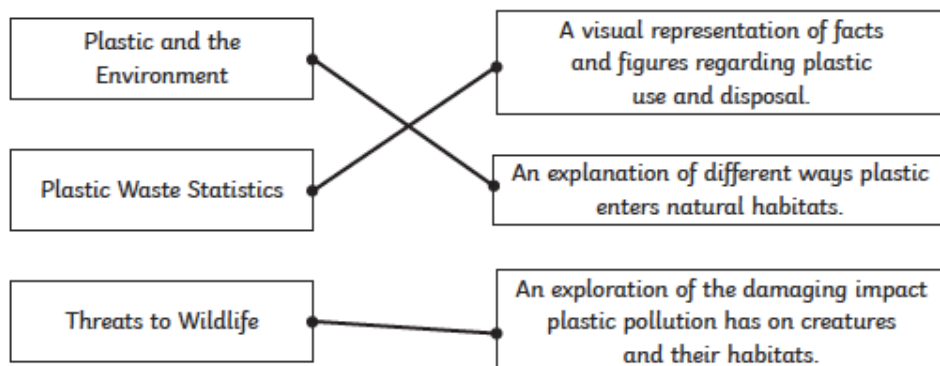 Plastic and the
Environment
A visual representation of facts
and figures regarding plastic
use and disposal.
Plastic Waste Statistics
An explanation of different ways plastic
enters natural habitats.
Threats to Wildlife
An exploration of the damaging impact
plastic pollution has on creatures
and their habitats.